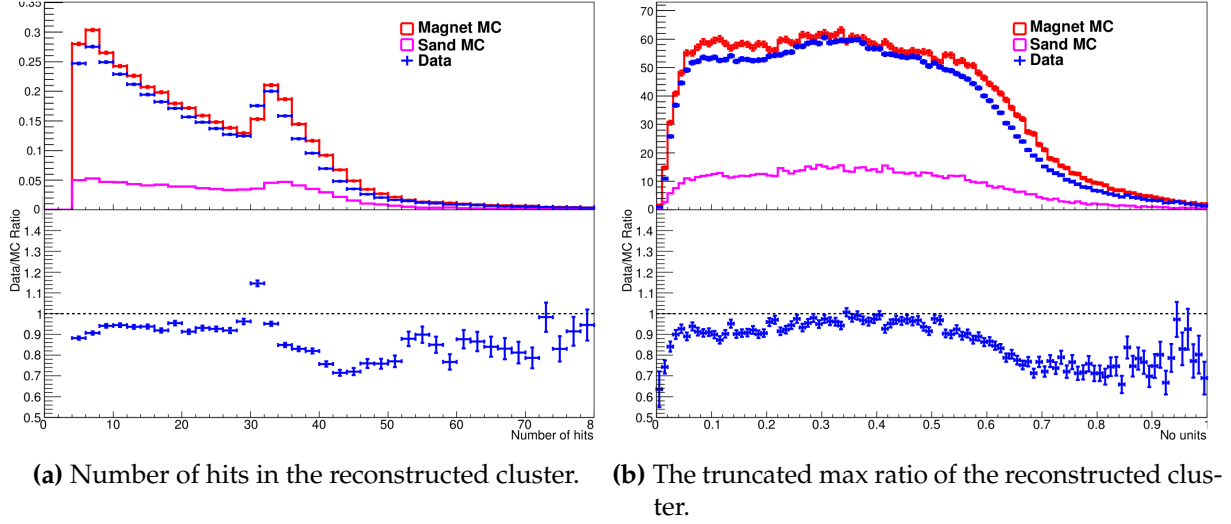 0.35
0.3
0.25
0.2
0.15
0.1
0.05
0
Magnet MC
Sand MC
Data
Data/MC Ratio
1.4
1.3
1.2
1.1
1
0.9
0.8
0.7
0.6
0.5
0 10 20 30 40 50 60 70 8
Number of hits
70
60
50
40
30
20
10
0
Magnet MC
Sand MC
Data
Data/MC Ratio
1.4
1.3
1.2
1.1
1
0.9
0.8
0.7
0.6
0.5
0 0.1 0.2 0.3 0.4 0.5 0.6 0.7 0.8 0.9 1
No units
(a) Number of hits in the reconstructed cluster.
(b) The truncated max ratio of the reconstructed clus-
ter.